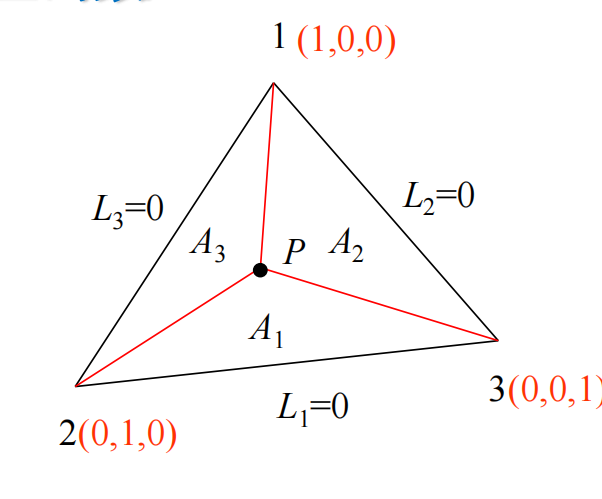 1 (1,0,0)
L₃=0
L₂=0
A₃
P
A₂
A₁
L₁=0
3(0,0,1)
2(0,1,0)